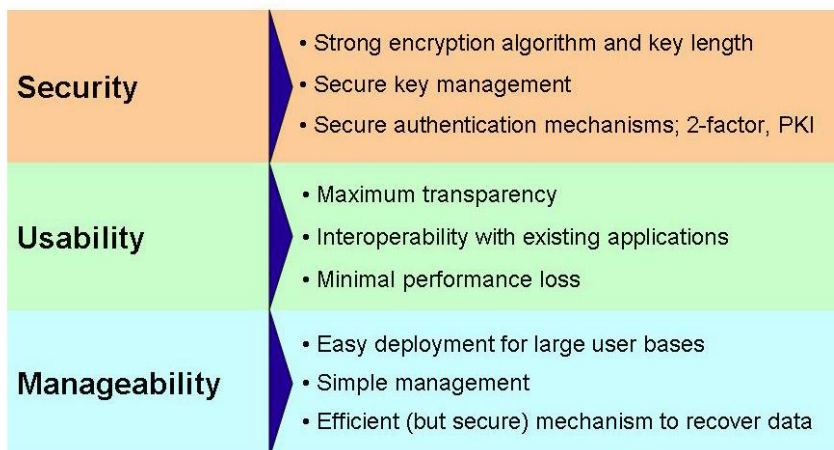 Security
• Strong encryption algorithm and key length
• Secure key management
• Secure authentication mechanisms; 2-factor, PKI
Usability
• Maximum transparency
• Interoperability with existing applications
• Minimal performance loss
Manageability
• Easy deployment for large user bases
• Simple management
• Efficient (but secure) mechanism to recover data